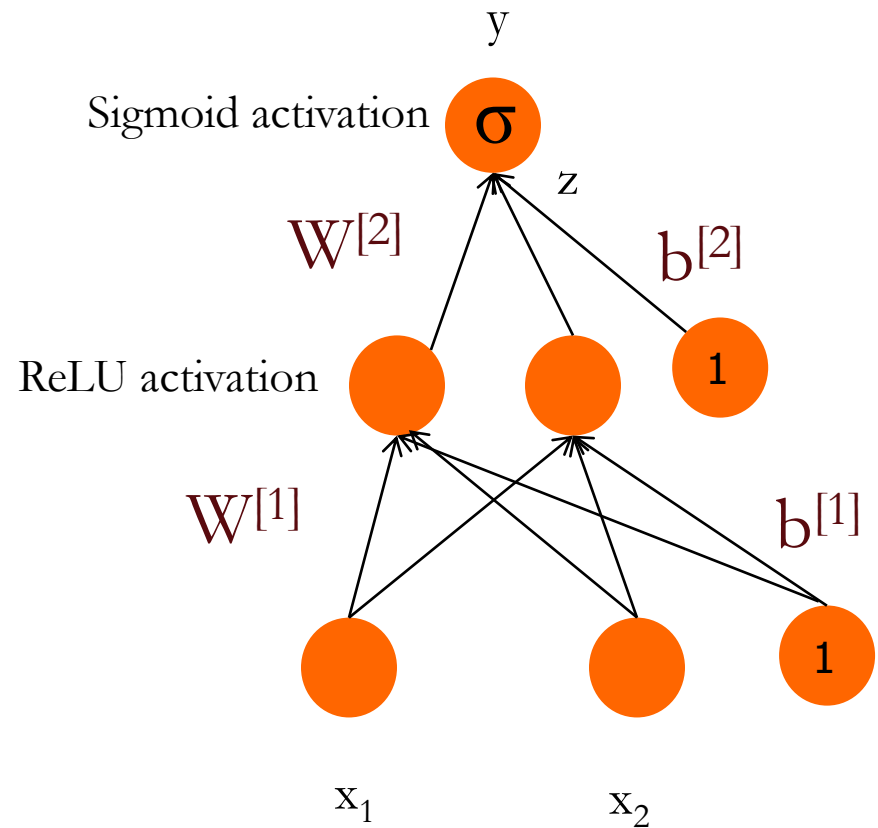 y
Sigmoid activation
σ
z
W[2]
b[2]
ReLU activation
1
W[1]
b[1]
1
x1
x2